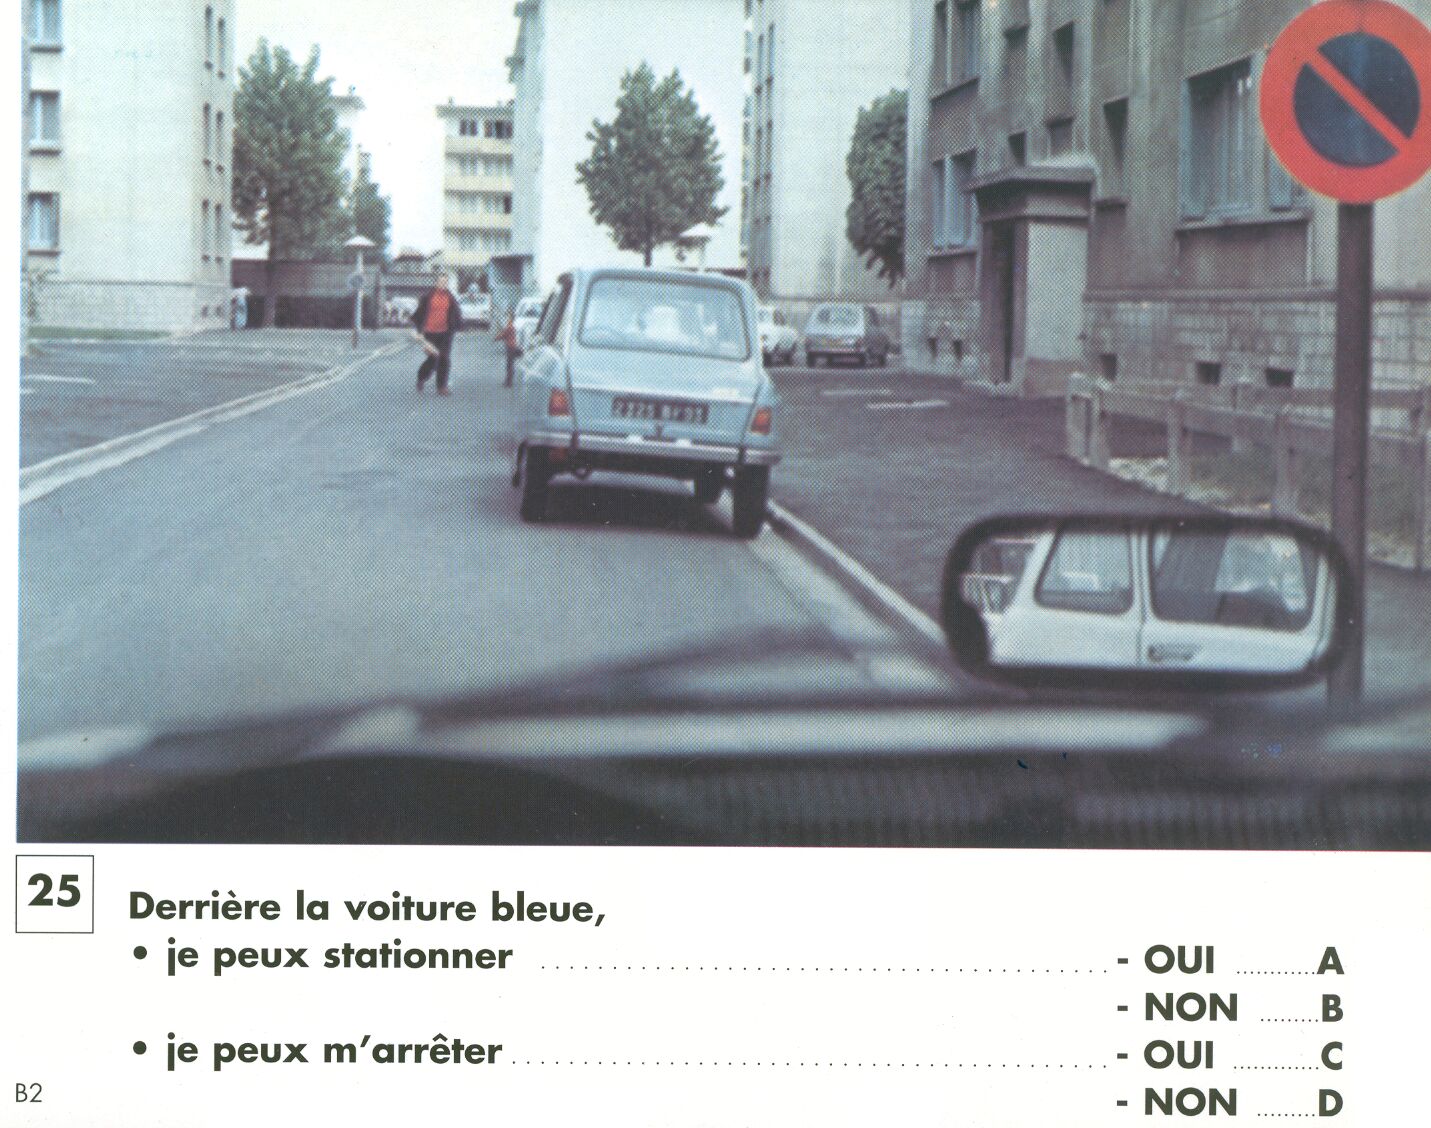 25
Derrière la voiture bleue,
• je peux stationner ........................................ - OUI ............A
- NON .........B
• je peux m'arrêter .......................................... - OUI .............C
- NON .........D
B2